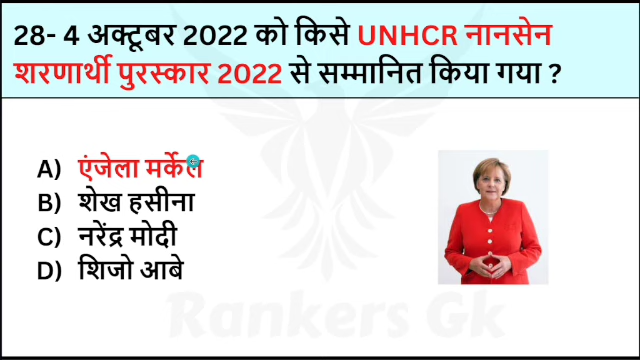 28- 4 अक्टूबर 2022 को किसे UNHCR नानसेन
शरणार्थी पुरस्कार 2022 से सम्मानित किया गया ?
A) एंजेला मर्केल
B) शेख हसीना
C) नरेंद्र मोदी
D) शिजो आबे
Rankers Gk